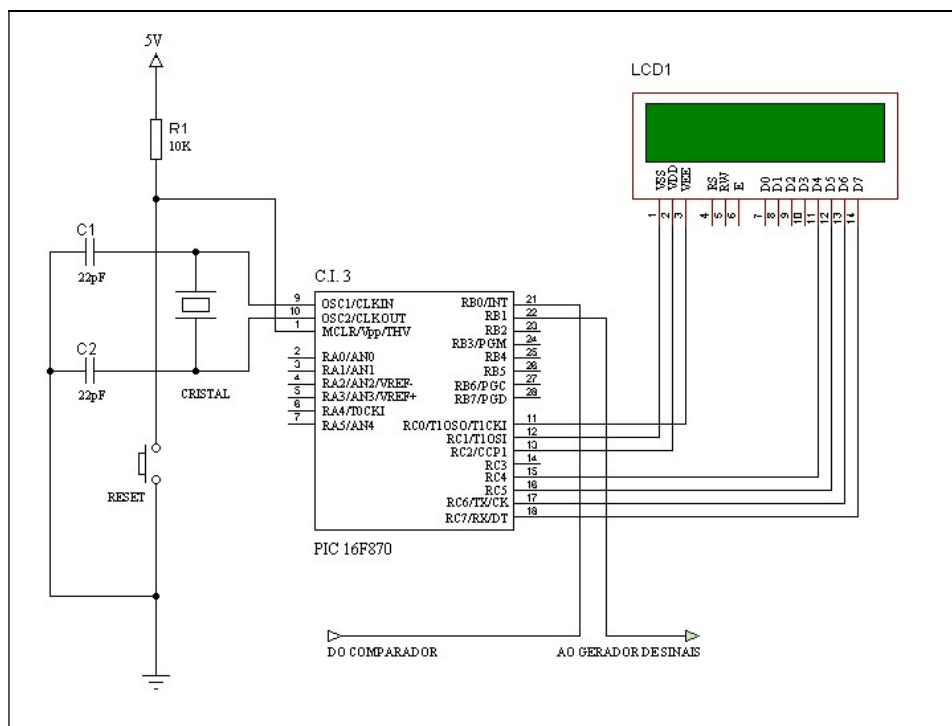 5V
R1
10K
LCD1
VSS
VDD
VEE
RS
RW
E
D0
D1
D2
D3
D4
D5
D6
D7
1
2
3
4
5
6
7
8
9
10
11
12
13
14
C1
22pF
C2
22pF
CRISTAL
RESET
C.I. 3
9 OSC1/CLKIN
10 OSC2/CLKOUT
1 MCLR/Vpp/THV
2 RA0/AN0
3 RA1/AN1
4 RA2/AN2/VREF-
5 RA3/AN3/VREF+
6 RA4/T0CKI
7 RA5/AN4
RB0/INT 21
RB1 22
RB2 23
RB3/PGM 24
RB4 25
RB5 26
RB6/PGC 27
RB7/PGD 28
RC0/T1OSO/T1CKI 11
RC1/T1OSI 12
RC2/CCP1 13
RC3 14
RC4 15
RC5 16
RC6/TX/CK 17
RC7/RX/DT 18
PIC 16F870
DO COMPARADOR
AO GERADOR DE SINAIS